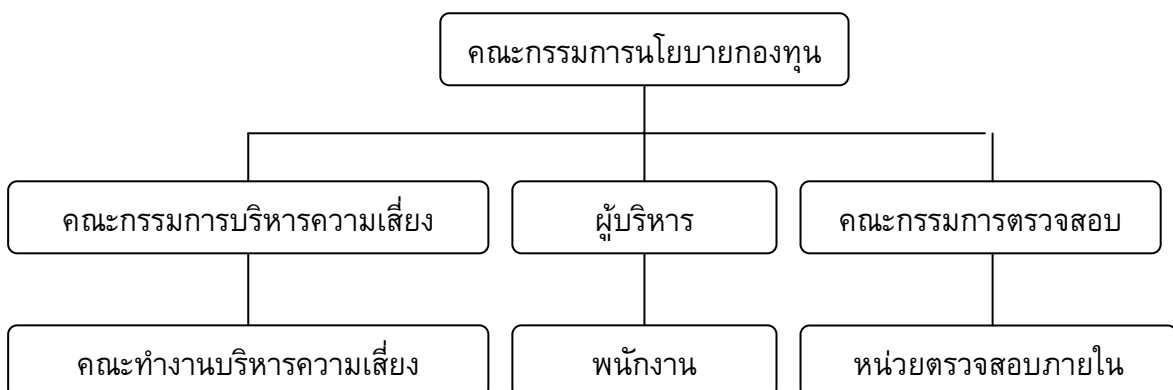 คณะกรรมการนโยบายกองทุน
คณะกรรมการบริหารความเสี่ยง
ผู้บริหาร
คณะกรรมการตรวจสอบ
คณะทำงานบริหารความเสี่ยง
พนักงาน
หน่วยตรวจสอบภายใน